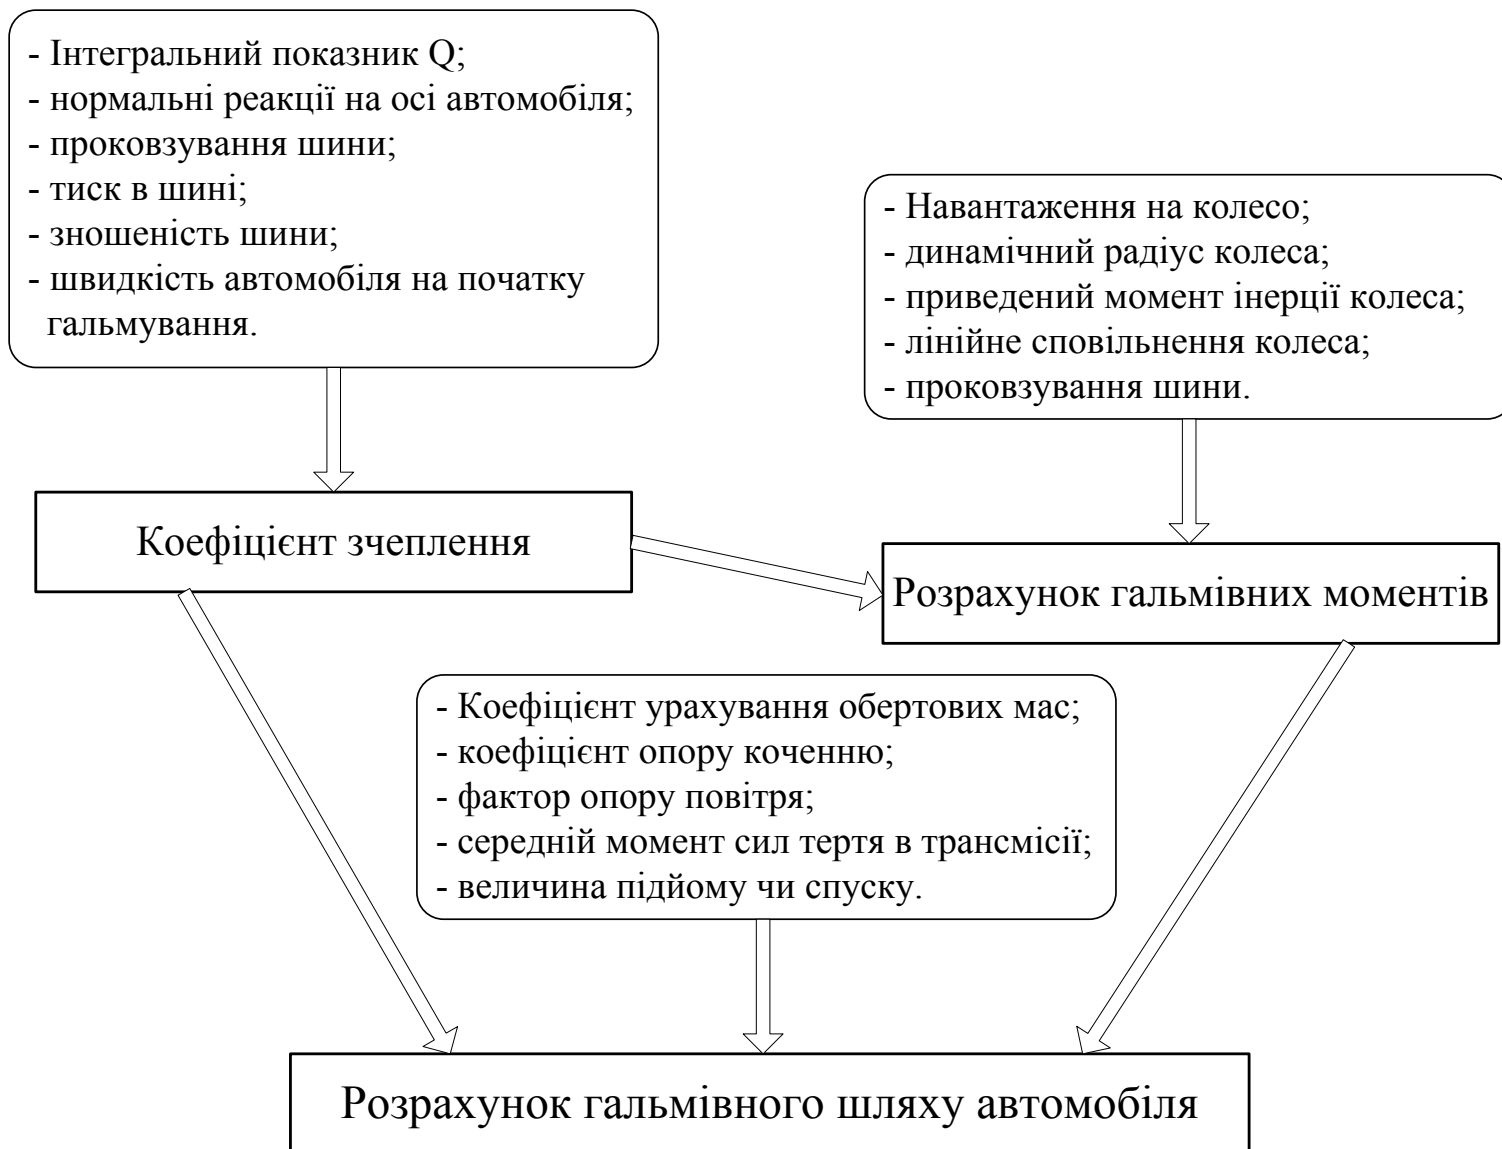 - Інтегральний показник Q;
- нормальні реакції на осі автомобіля;
- проковзування шини;
- тиск в шині;
- зношеність шини;
- швидкість автомобіля на початку
гальмування.
- Навантаження на колесо;
- динамічний радіус колеса;
- приведений момент інерції колеса;
- лінійне сповільнення колеса;
- проковзування шини.
Коефіцієнт зчеплення
Розрахунок гальмівних моментів
- Коефіцієнт урахування обертових мас;
- коефіцієнт опору коченню;
- фактор опору повітря;
- середній момент сил тертя в трансмісії;
- величина підйому чи спуску.
Розрахунок гальмівного шляху автомобіля